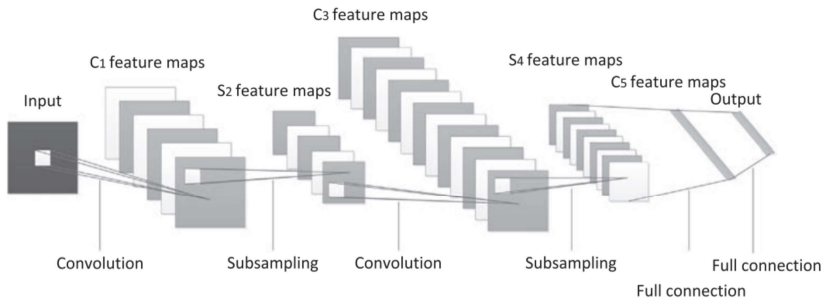 C3 feature maps
C1 feature maps
S4 feature maps
S2 feature maps
C5 feature maps
Input
Output
Convolution
Subsampling
Convolution
Subsampling
Full connection
Full connection